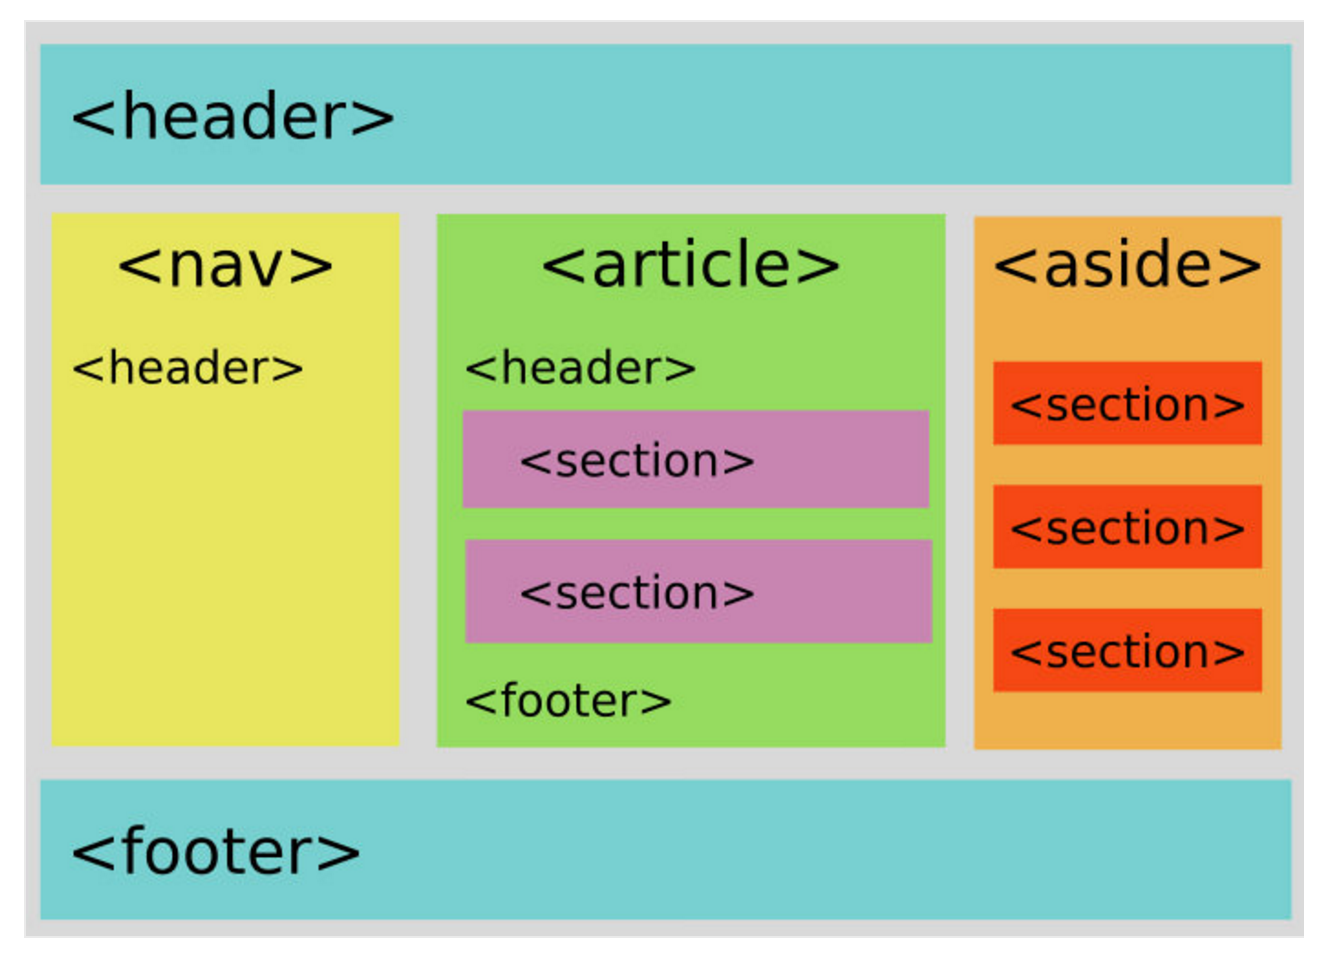 <header>
<nav>
<header>
<article>
<header>
<section>
<section>
<footer>
<aside>
<section>
<section>
<section>
<footer>